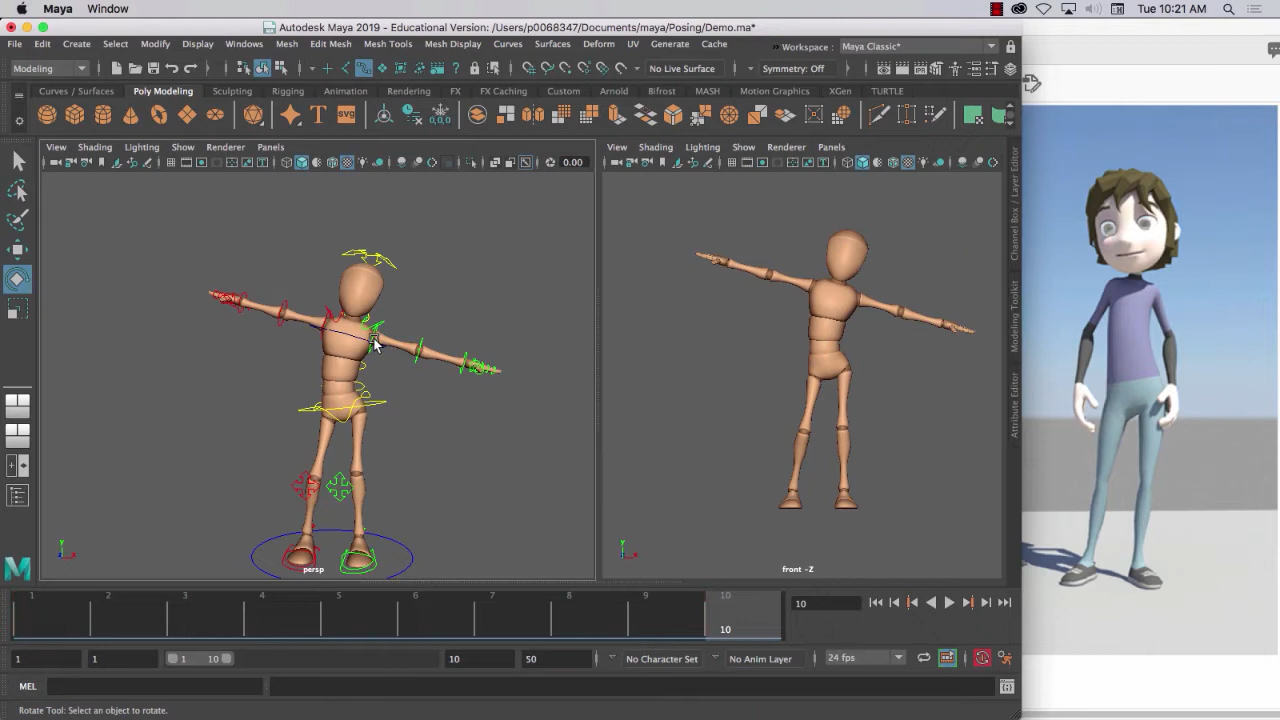 Maya Window Tue 10:21 AM
Autodesk Maya 2019 - Educational Version: /Users/p0068347/Documents/maya/Posing/Demo.ma*
File Edit Create Select Modify Display Windows Mesh Edit Mesh Mesh Tools Mesh Display Curves Surfaces Deform UV Generate Cache Workspace : Maya Classic*
Modeling No Live Surface Symmetry: Off
Curves / Surfaces Poly Modeling Sculpting Rigging Animation Rendering FX FX Caching Custom Arnold Bifrost MASH Motion Graphics XGen TURTLE
T SVG 0,0,0
View Shading Lighting Show Renderer Panels
0.00
View Shading Lighting Show Renderer Panels
Channel Box / Layer Editor
Modeling Toolkit
Attribute Editor
y
x
persp
y
x
front -Z
1 2 3 4 5 6 7 8 9 10
10
10
1 1 1 10 10 50 No Character Set No Anim Layer 24 fps
MEL
Rotate Tool: Select an object to rotate.